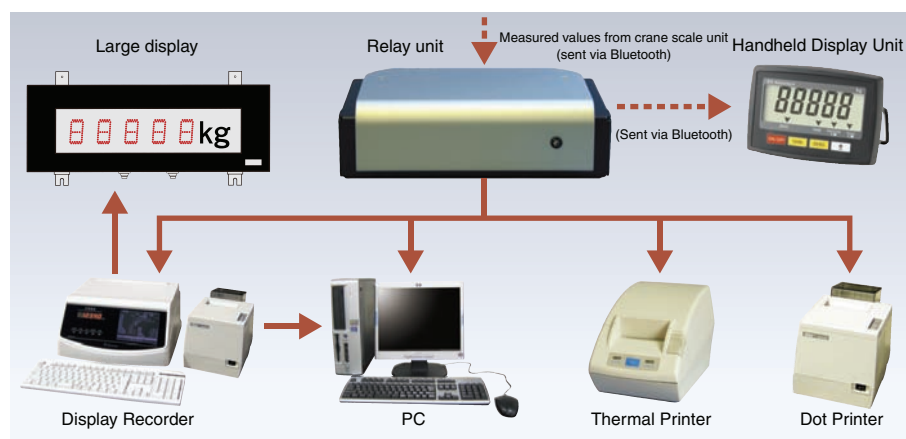 Large display
Relay unit
Measured values from crane scale unit
(sent via Bluetooth)
Handheld Display Unit
88888kg
88888
(Sent via Bluetooth)
Display Recorder
PC
Thermal Printer
Dot Printer